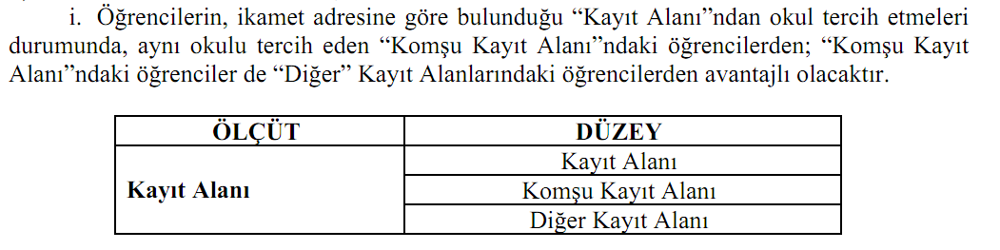 i. Öğrencilerin, ikamet adresine göre bulunduğu “Kayıt Alanı”ndan okul tercih etmeleri
durumunda, aynı okulu tercih eden “Komşu Kayıt Alanı”ndaki öğrencilerden; “Komşu Kayıt
Alanı”ndaki öğrenciler de “Diğer” Kayıt Alanlarındaki öğrencilerden avantajlı olacaktır.
ÖLÇÜT DÜZEY
Kayıt Alanı
Kayıt Alanı
Komşu Kayıt Alanı
Diğer Kayıt Alanı